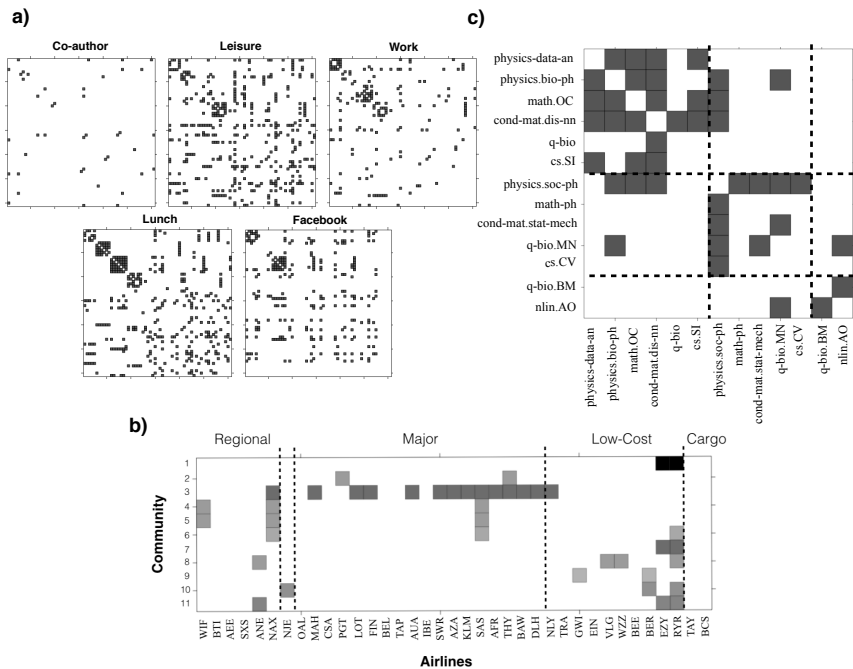 a)
Co-author
Leisure
Work
Lunch
Facebook
c)
physics-data-an
physics.bio-ph
math.OC
cond-mat.dis-nn
q-bio
cs.SI
physics.soc-ph
math-ph
cond-mat.stat-mech
q-bio.MN
cs.CV
q-bio.BM
nlin.AO
physics-data-an
physics.bio-ph
math.OC
cond-mat.dis-nn
q-bio
cs.SI
physics.soc-ph
math-ph
cond-mat.stat-mech
q-bio.MN
cs.CV
q-bio.BM
nlin.AO
b)
Regional
Major
Low-Cost
Cargo
Community
1
2
3
4
5
6
7
8
9
10
11
WIF
BTI
AEE
SXS
ANE
NAX
NJE
OAL
MAH
CSA
PGT
LOT
FIN
BEL
TAP
AUA
IBE
SWR
AZA
KLM
SAS
AFR
THY
BAW
DLH
NLY
TRA
GWI
EIN
VLG
WZZ
BEE
BER
EZY
RYR
TAY
BCS
Airlines